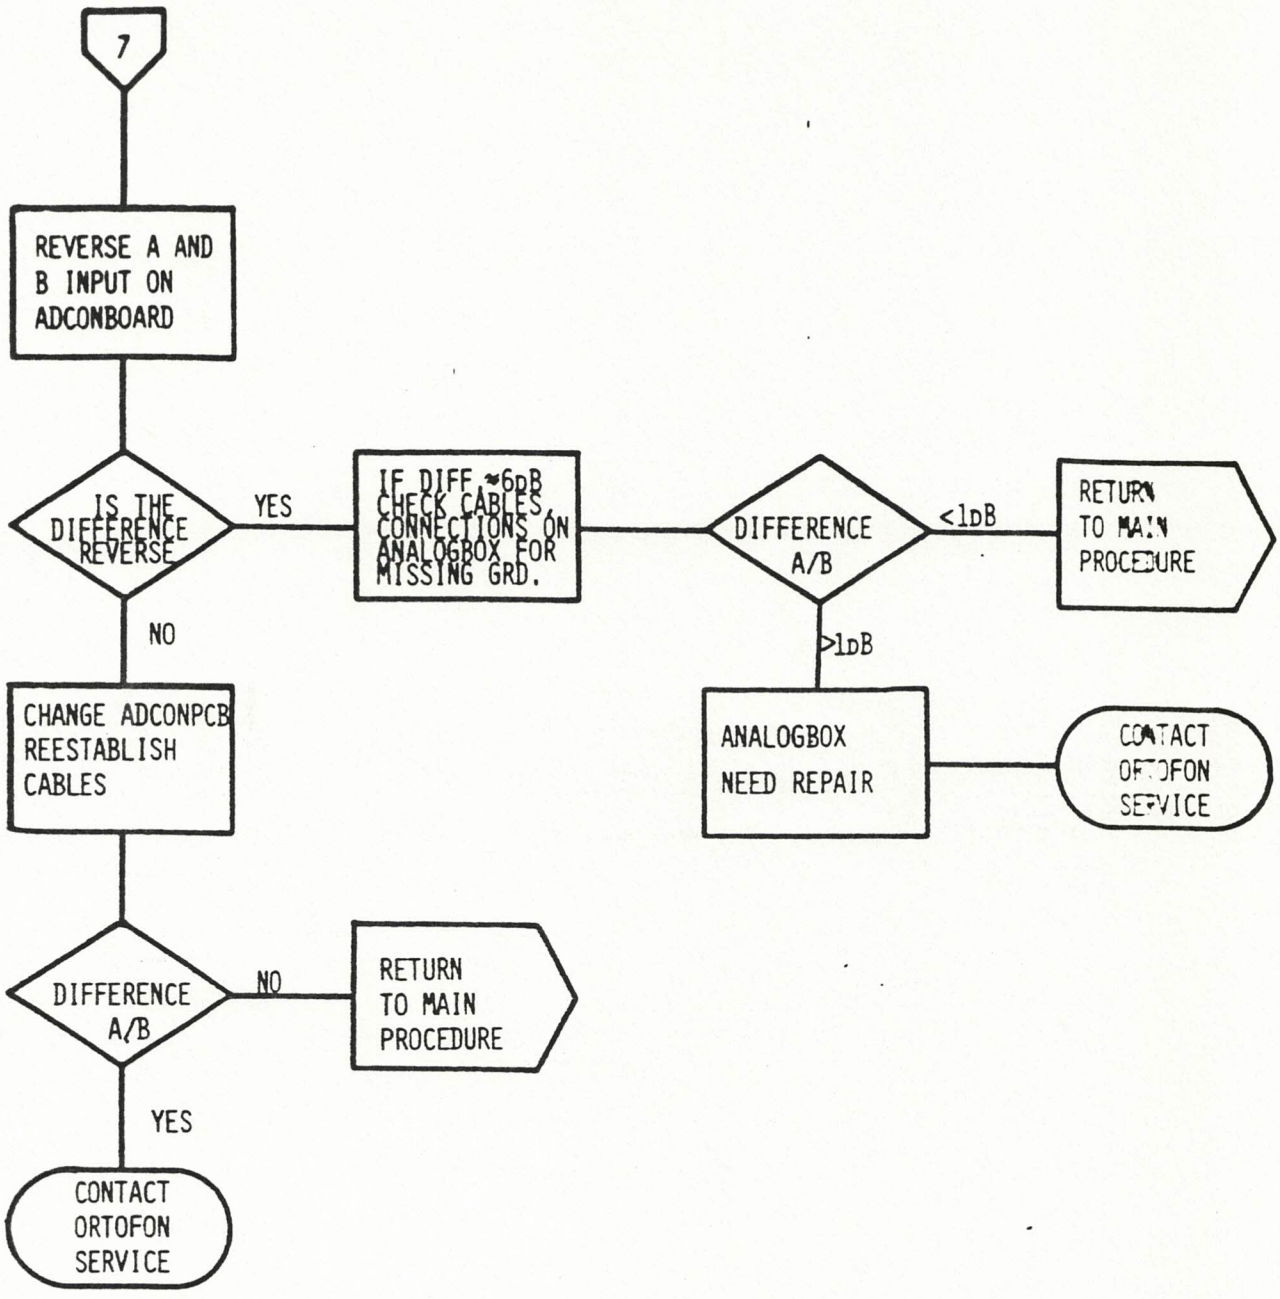 7
REVERSE A AND
B INPUT ON
ADCONBOARD
IS THE
DIFFERENCE
REVERSE
YES
IF DIFF.≈6DB
CHECK CABLES,
CONNECTIONS ON
ANALOGBOX FOR
MISSING GRD.
DIFFERENCE
A/B
<1DB
RETURN
TO MAIN
PROCEDURE
NO
>1DB
CHANGE ADCONPCB
REESTABLISH
CABLES
ANALOGBOX
NEED REPAIR
CONTACT
ORTOFON
SERVICE
DIFFERENCE
A/B
NO
RETURN
TO MAIN
PROCEDURE
YES
CONTACT
ORTOFON
SERVICE